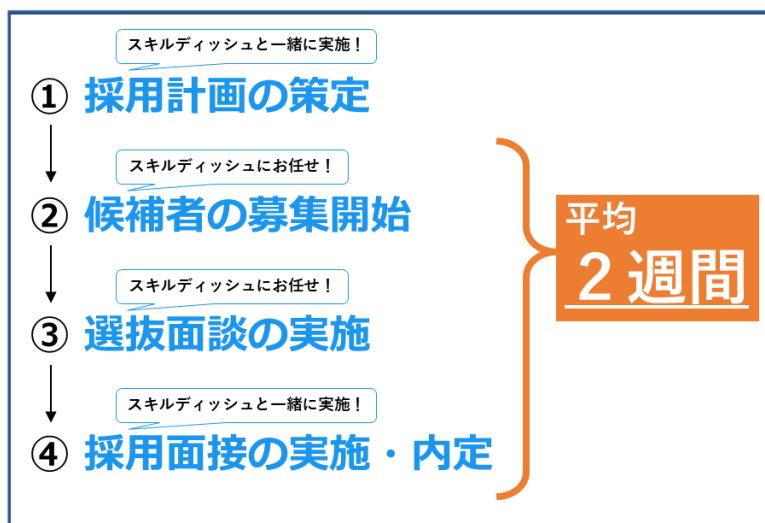 スキルディッシュと一緒に実施！
① 採用計画の策定
スキルディッシュにお任せ！
② 候補者の募集開始
スキルディッシュにお任せ！
③ 選抜面談の実施
スキルディッシュと一緒に実施！
④ 採用面接の実施・内定
平均
２週間